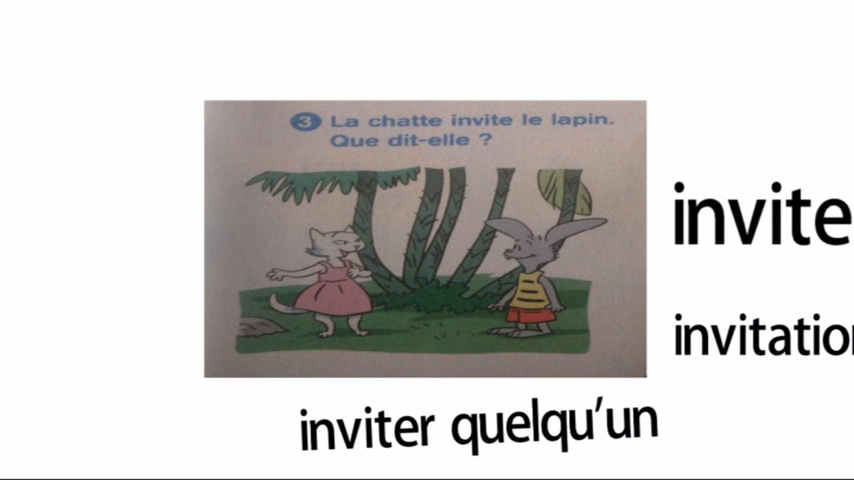 3 La chatte invite le lapin.
Que dit-elle ?
invite
invitation
inviter quelqu'un